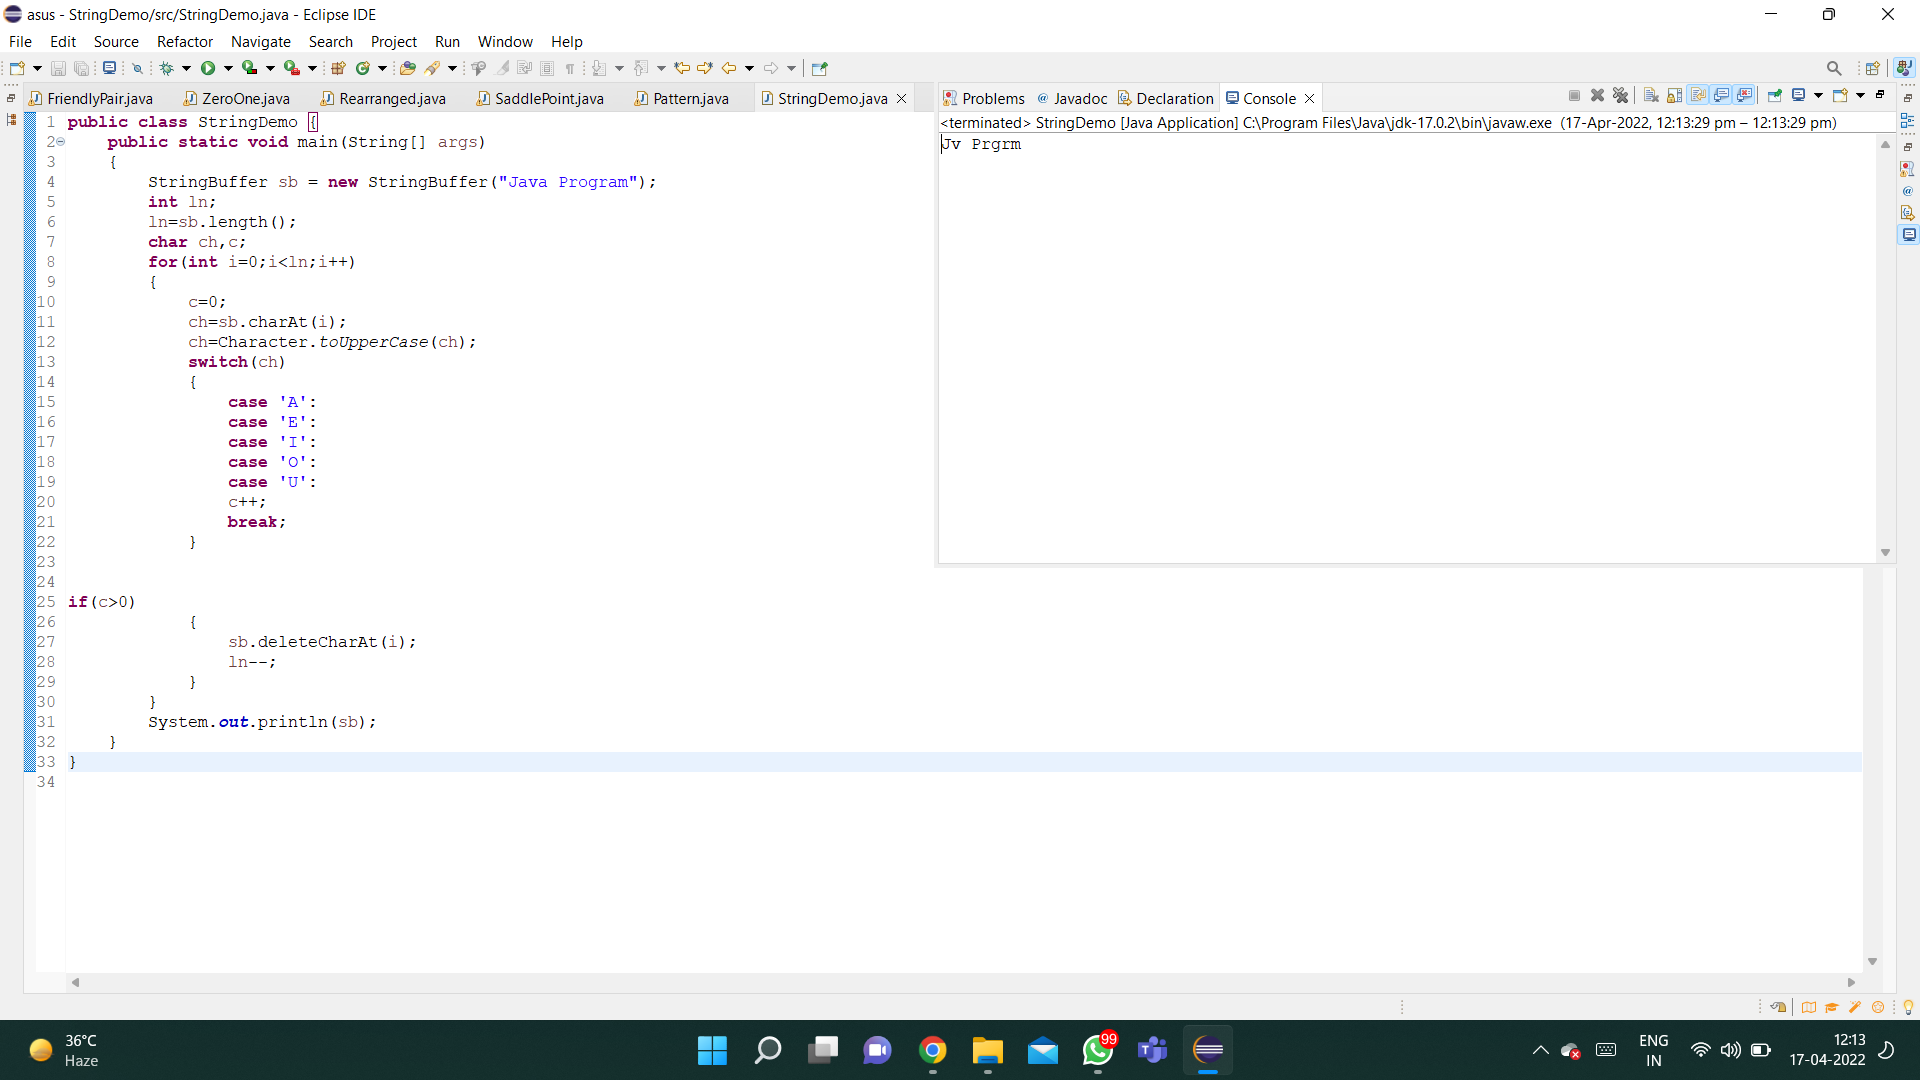 asus - StringDemo/src/StringDemo.java - Eclipse IDE
File Edit Source Refactor Navigate Search Project Run Window Help
FriendlyPair.java ZeroOne.java Rearranged.java SaddlePoint.java Pattern.java StringDemo.java
1 public class StringDemo {
2 public static void main(String[] args)
3 {
4 StringBuffer sb = new StringBuffer("Java Program");
5 int ln;
6 ln=sb.length();
7 char ch,c;
8 for(int i=0;i<ln;i++)
9 {
10 c=0;
11 ch=sb.charAt(i);
12 ch=Character.toUpperCase(ch);
13 switch(ch)
14 {
15 case 'A':
16 case 'E':
17 case 'I':
18 case 'O':
19 case 'U':
20 c++;
21 break;
22 }
23
24
25 if(c>0)
26 {
27 sb.deleteCharAt(i);
28 ln--;
29 }
30 }
31 System.out.println(sb);
32 }
33 }
34
Problems Javadoc Declaration Console
<terminated> StringDemo [Java Application] C:\Program Files\Java\jdk-17.0.2\bin\javaw.exe (17-Apr-2022, 12:13:29 pm – 12:13:29 pm)
Jv Prgrm
36°C
Haze
99
ENG
IN
12:13
17-04-2022